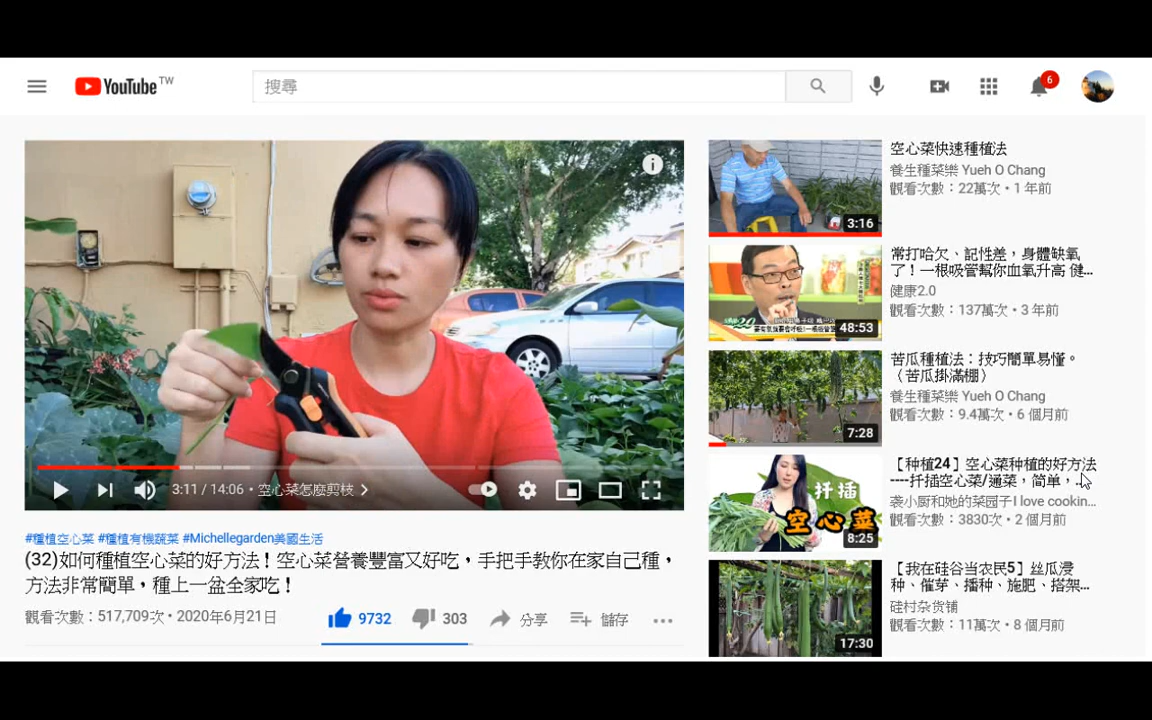 YouTube TW
搜尋
6
空心菜快速種植法
養生種菜樂 Yueh O Chang
觀看次數：22萬次 • 1 年前
3:16
常打哈欠、記性差，身體缺氧
了！一根吸管幫你血氧升高 健...
健康2.0
觀看次數：137萬次 • 3 年前
48:53
苦瓜種植法：技巧簡單易懂。
（苦瓜掛滿棚）
養生種菜樂 Yueh O Chang
觀看次數：9.4萬次 • 6 個月前
7:28
【种植24】空心菜种植的好方法
----扦插空心菜/通菜，简单，...
袭小厨和她的菜园子I love cookin...
觀看次數：3830次 • 2 個月前
扦插
空心菜
8:25
【我在硅谷当农民5】丝瓜浸
种、催芽、播种、施肥、搭架...
硅村杂货铺
觀看次數：11萬次 • 8 個月前
17:30
3:11 / 14:06 • 空心菜怎麽剪枝
#種植空心菜 #種植有機蔬菜 #Michellegarden美國生活
(32)如何種植空心菜的好方法！空心菜營養豐富又好吃，手把手教你在家自己種，
方法非常簡單，種上一盆全家吃！
觀看次數：517,709次 • 2020年6月21日
9732
303
分享
儲存